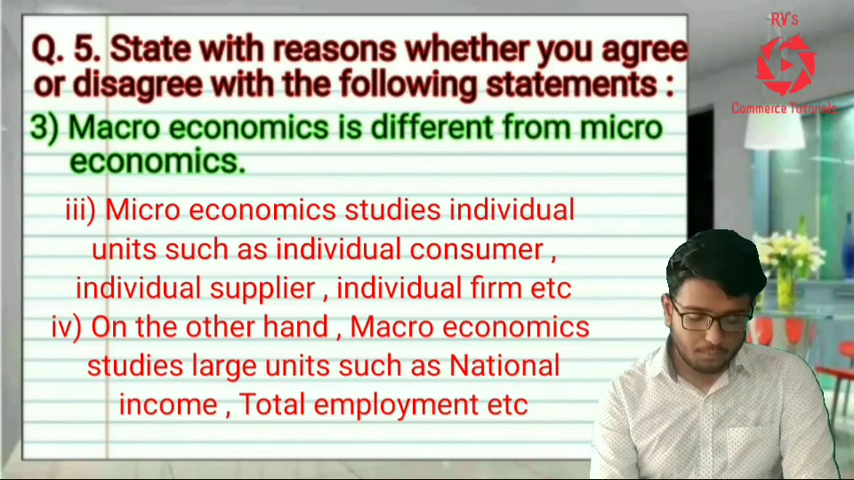 Q. 5. State with reasons whether you agree
or disagree with the following statements :
3) Macro economics is different from micro
economics.
iii) Micro economics studies individual
units such as individual consumer ,
individual supplier , individual firm etc
iv) On the other hand , Macro economics
studies large units such as National
income , Total employment etc
RV's
Commerce Tutorials